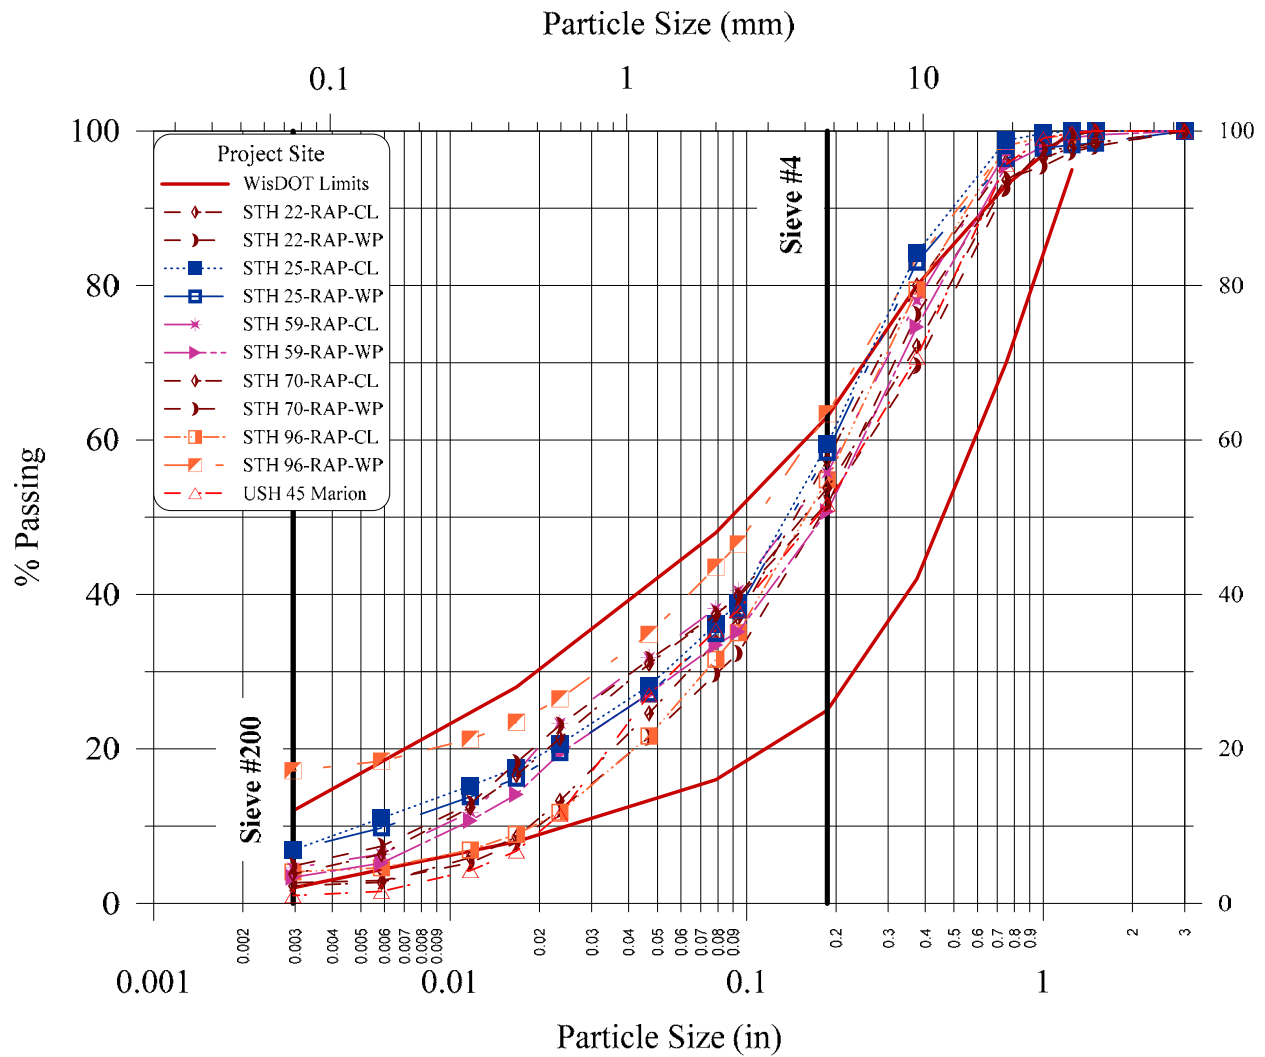 Particle Size (mm)
0.1 1 10
100 100
80 80
60 60
40 40
20 20
0 0
% Passing
Project Site
WisDOT Limits
STH 22-RAP-CL
STH 22-RAP-WP
STH 25-RAP-CL
STH 25-RAP-WP
STH 59-RAP-CL
STH 59-RAP-WP
STH 70-RAP-CL
STH 70-RAP-WP
STH 96-RAP-CL
STH 96-RAP-WP
USH 45 Marion
Sieve #4
Sieve #200
0.002 0.003 0.004 0.005 0.006 0.007 0.008 0.009 0.02 0.03 0.04 0.05 0.06 0.07 0.08 0.09 0.2 0.3 0.4 0.5 0.6 0.7 0.8 0.9 2 3
0.001 0.01 0.1 1
Particle Size (in)